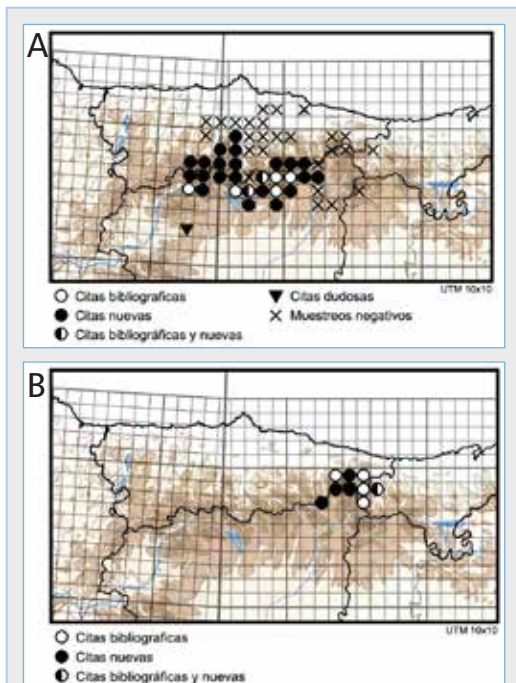 A
UTM 10x10
Citas bibliograficas
Citas dudosas
Citas nuevas
Muestreos negativos
Citas bibliográficas y nuevas
B
UTM 10x10
Citas bibliograficas
Citas nuevas
Citas bibliográficas y nuevas